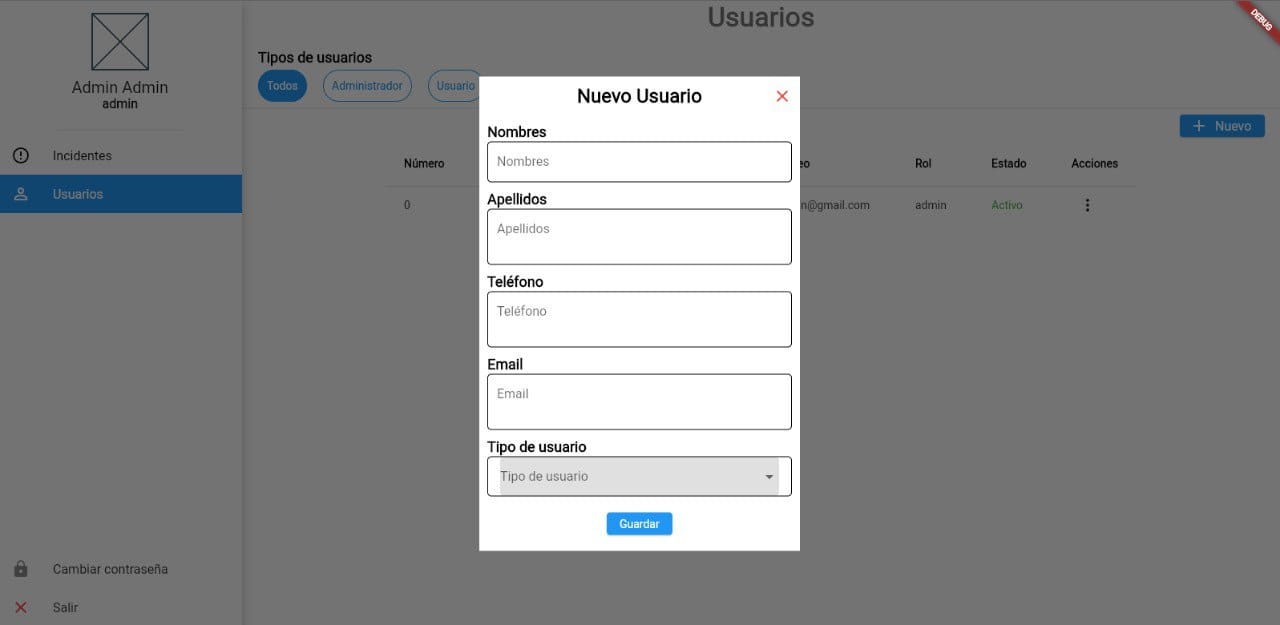 Usuarios
DEBUG
Admin Admin
admin
Incidentes
Usuarios
Cambiar contraseña
Salir
Tipos de usuarios
Todos Administrador Usuario
Nuevo
Número Rol Estado Acciones
0 n@gmail.com admin Activo
Nuevo Usuario
Nombres
Nombres
Apellidos
Apellidos
Teléfono
Teléfono
Email
Email
Tipo de usuario
Tipo de usuario
Guardar